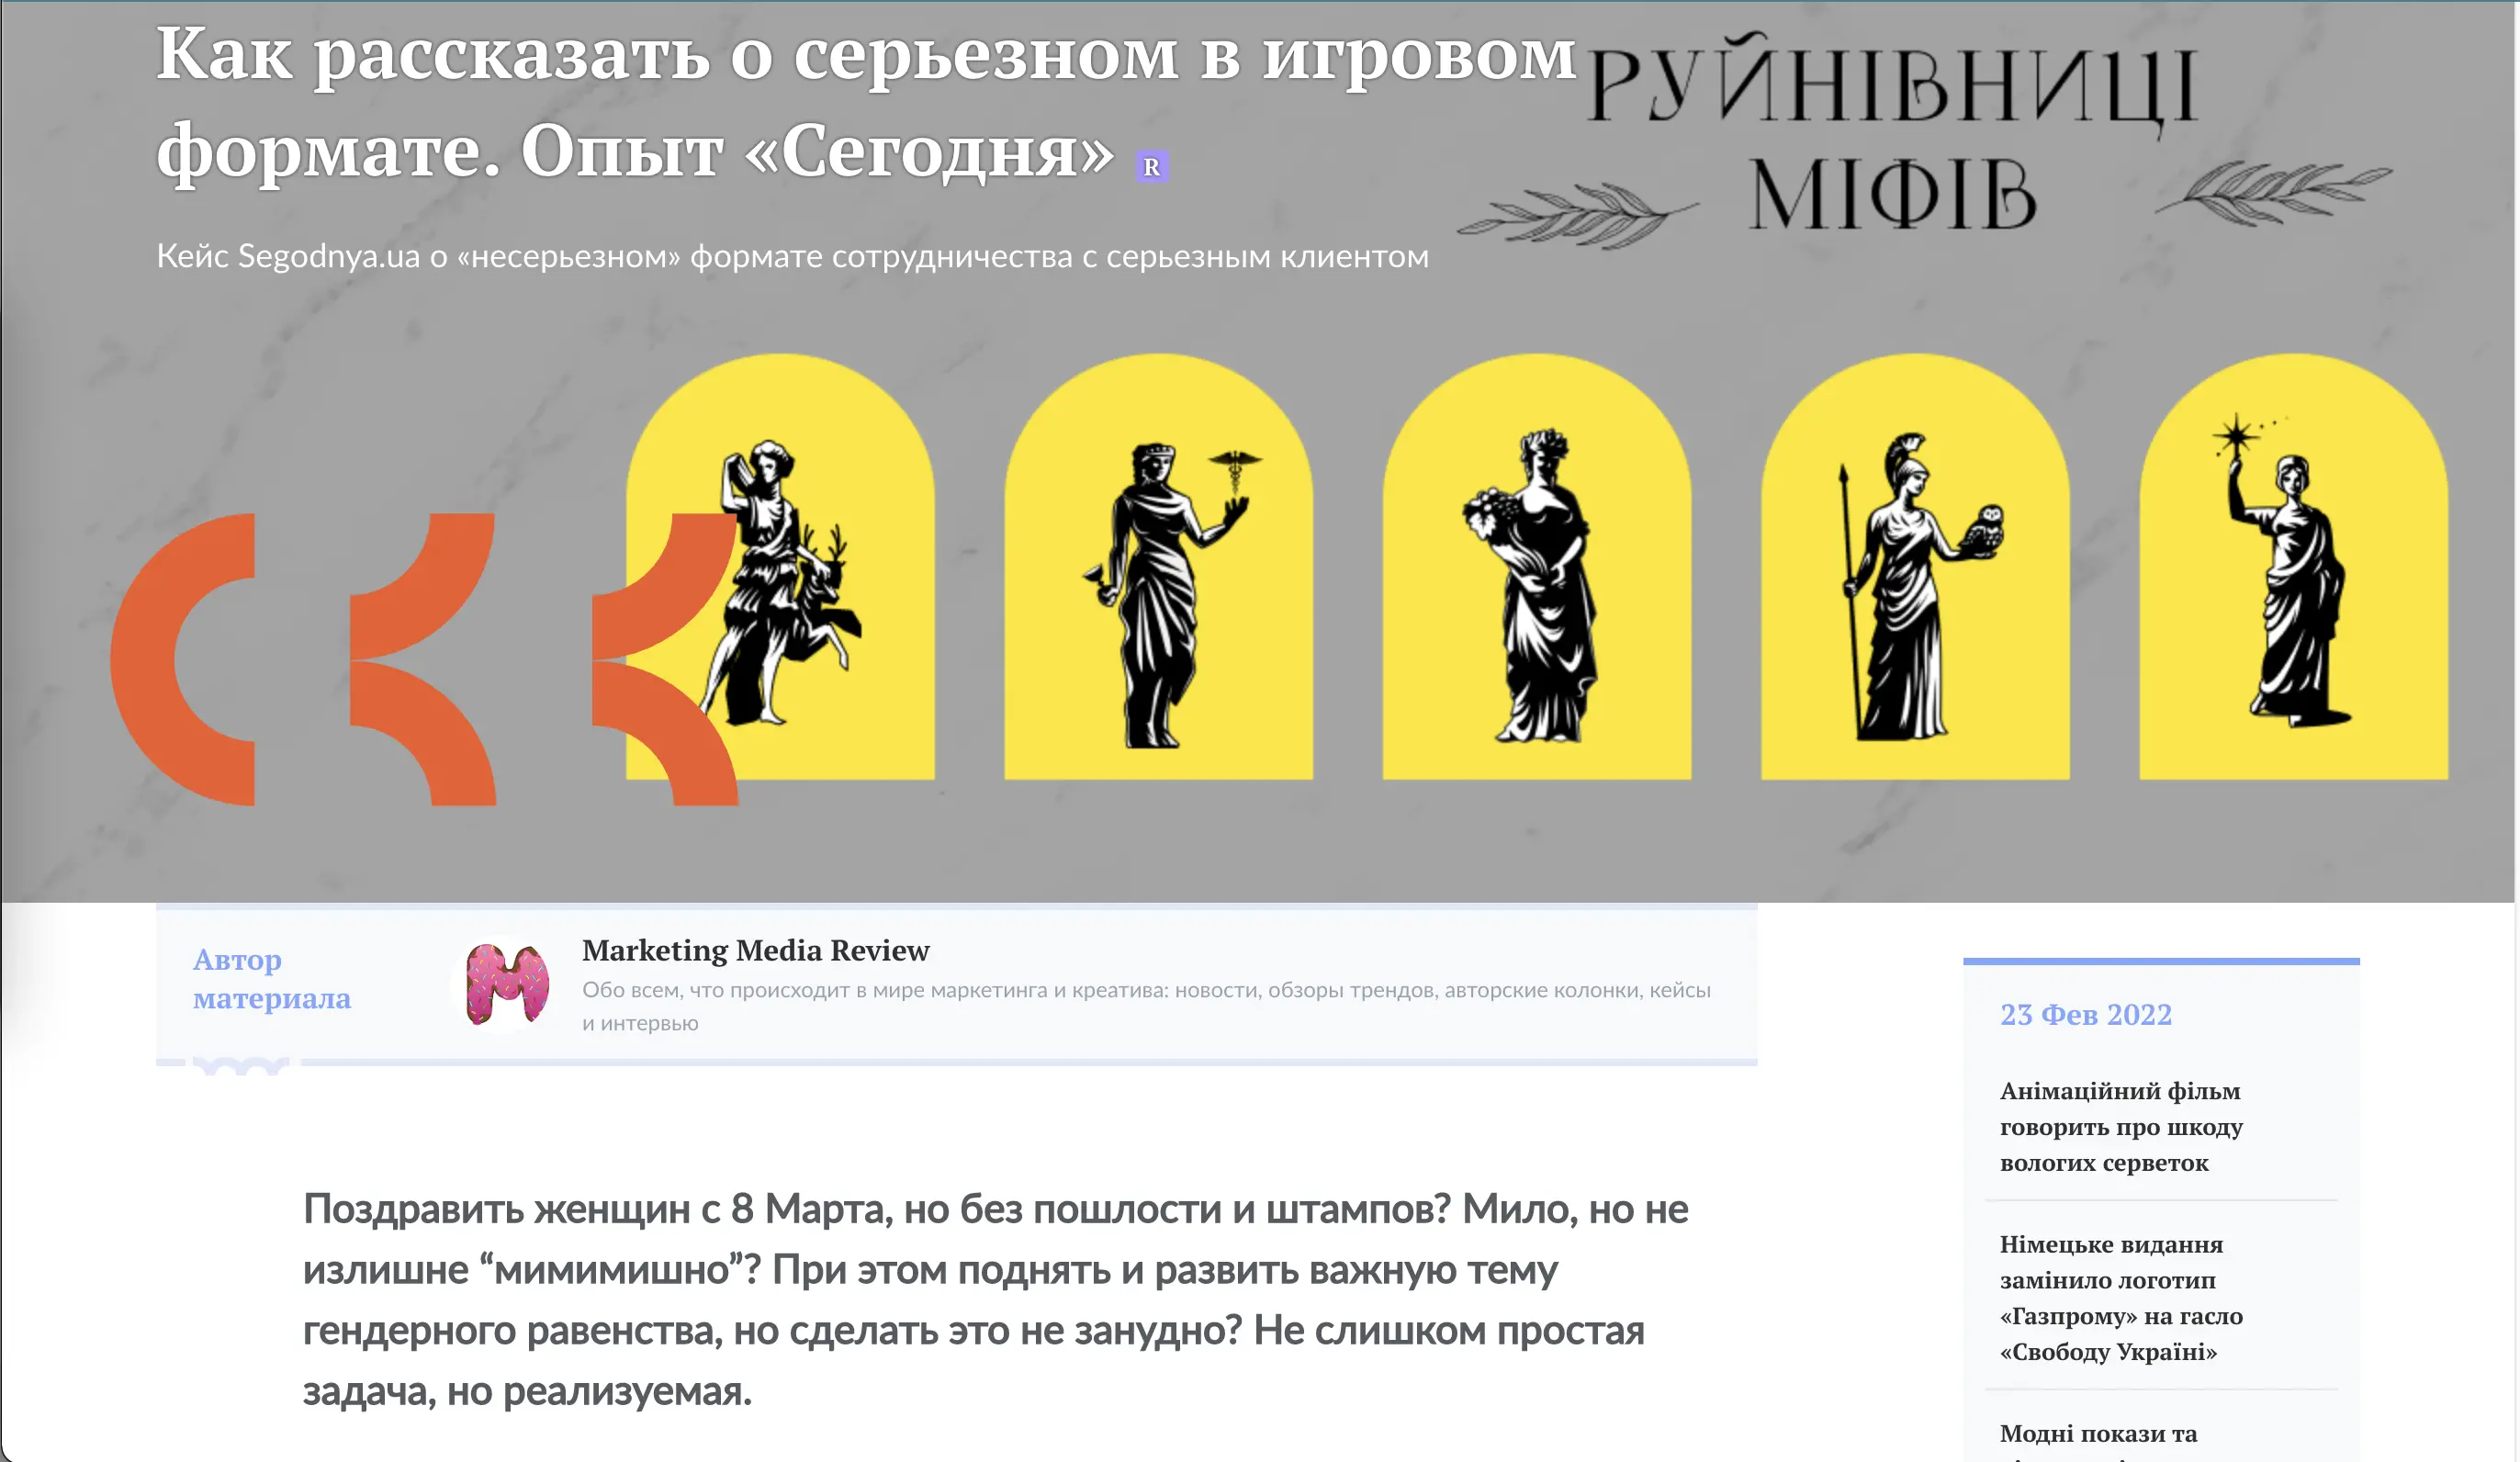 Как рассказать о серьезном в игровом
формате. Опыт «Сегодня» R
Кейс Segodnya.ua о «несерьезном» формате сотрудничества с серьезным клиентом
РУЙНІВНИЦІ
МІФІВ
СКК
Автор
материала
Marketing Media Review
Обо всем, что происходит в мире маркетинга и креатива: новости, обзоры трендов, авторские колонки, кейсы
и интервью
M
Поздравить женщин с 8 Марта, но без пошлости и штампов? Мило, но не
излишне “мимимишно”? При этом поднять и развить важную тему
гендерного равенства, но сделать это не занудно? Не слишком простая
задача, но реализуемая.
23 Фев 2022
Анімаційний фільм
говорить про шкоду
вологих серветок
Німецьке видання
замінило логотип
«Газпрому» на гасло
«Свободу Україні»
Модні покази та